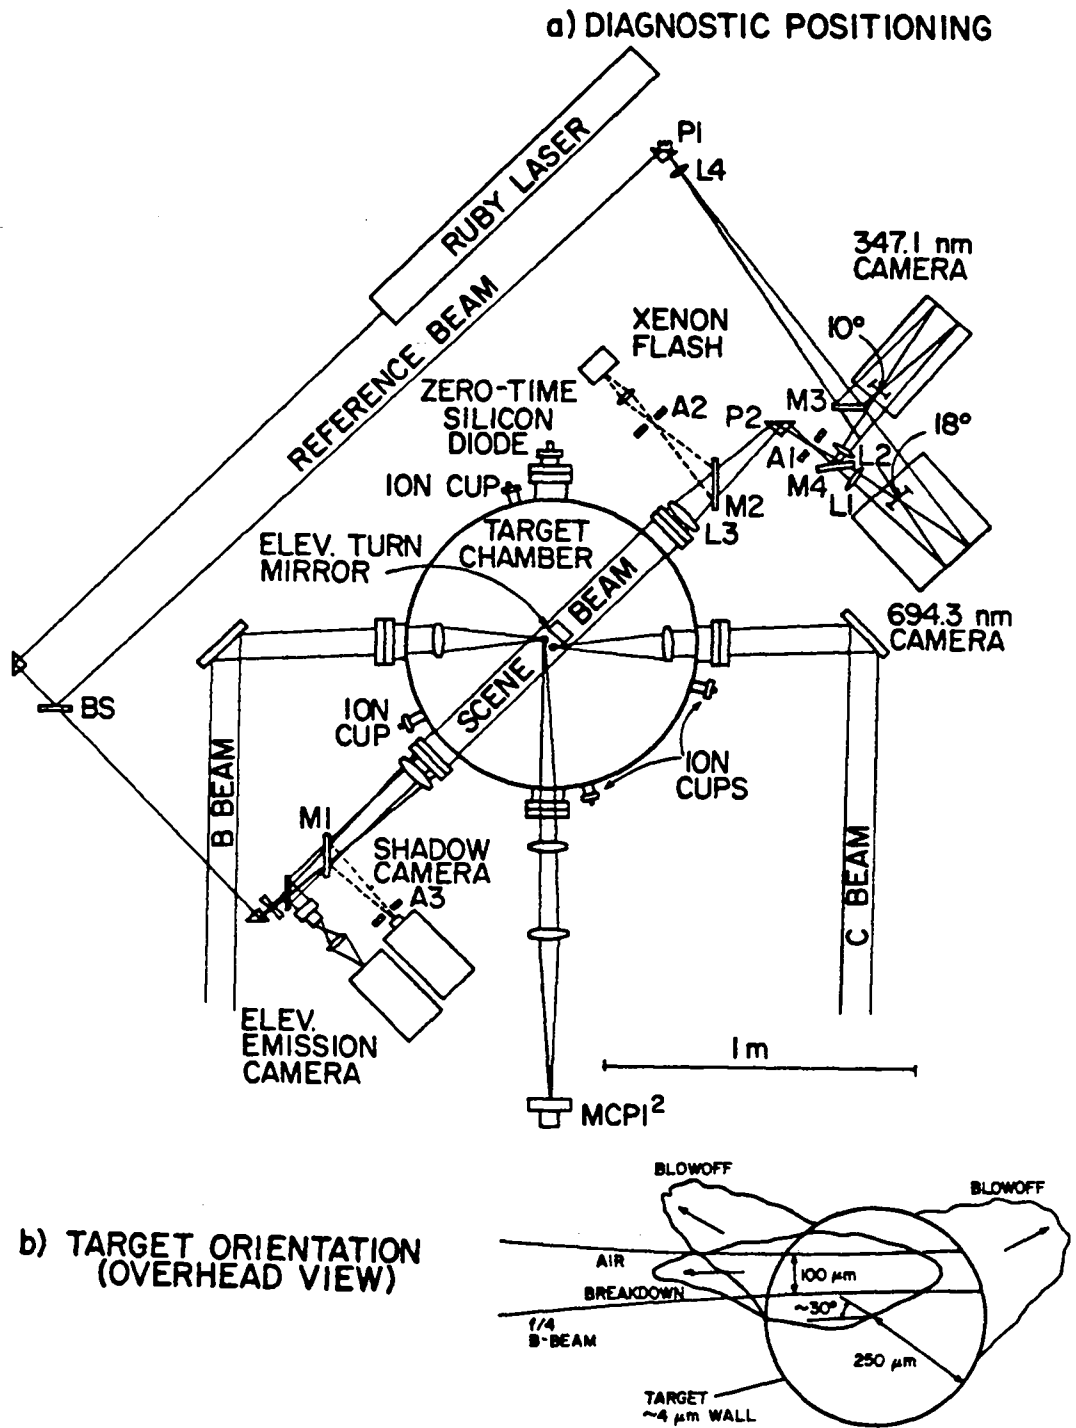 a) DIAGNOSTIC POSITIONING
RUBY LASER
REFERENCE BEAM
P1
L4
347.1 nm
CAMERA
10°
M3
18°
XENON
FLASH
A2
P2
A1
L2
M4
L1
ZERO-TIME
SILICON
DIODE
ION CUP
M2
L3
TARGET
CHAMBER
ELEV. TURN
MIRROR
SCENE BEAM
694.3 nm
CAMERA
BS
ION
CUP
ION
CUPS
B BEAM
C BEAM
M1
SHADOW
CAMERA
A3
ELEV.
EMISSION
CAMERA
1m
MCPI²
b) TARGET ORIENTATION
(OVERHEAD VIEW)
BLOWOFF
BLOWOFF
AIR
BREAKDOWN
100 µm
~30°
f/4
B-BEAM
250 µm
TARGET
~4 µm WALL